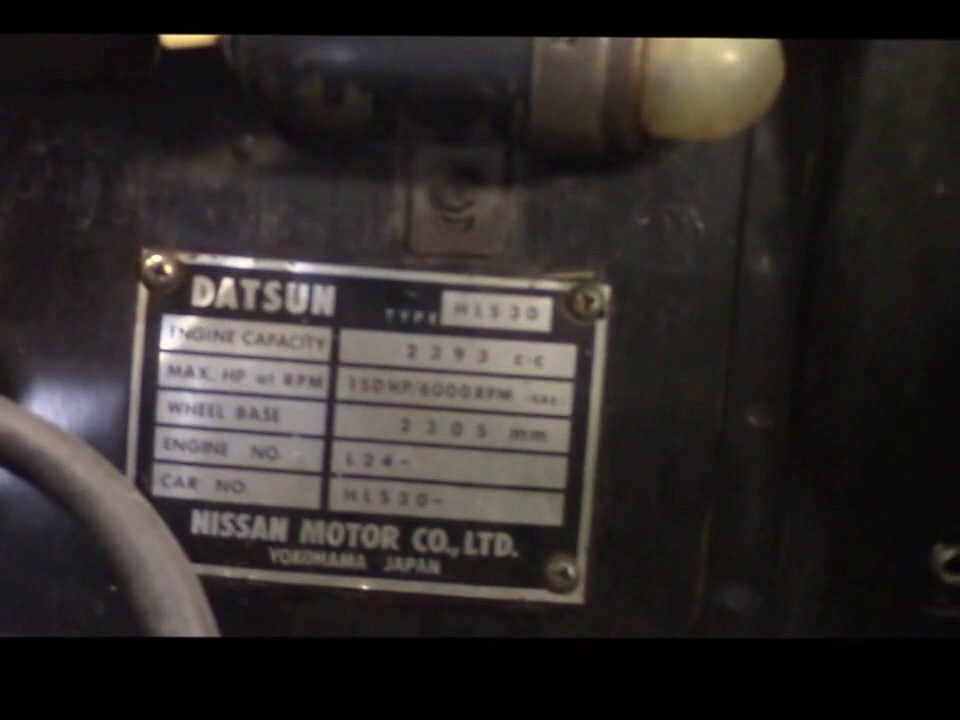 DATSUN TYPE HLS30
ENGINE CAPACITY 2393 cc
MAX. HP at RPM 150HP/6000RPM (SAE)
WHEEL BASE 2305 mm
ENGINE NO. L24-
CAR NO. HLS30-
NISSAN MOTOR CO., LTD.
YOKOHAMA JAPAN